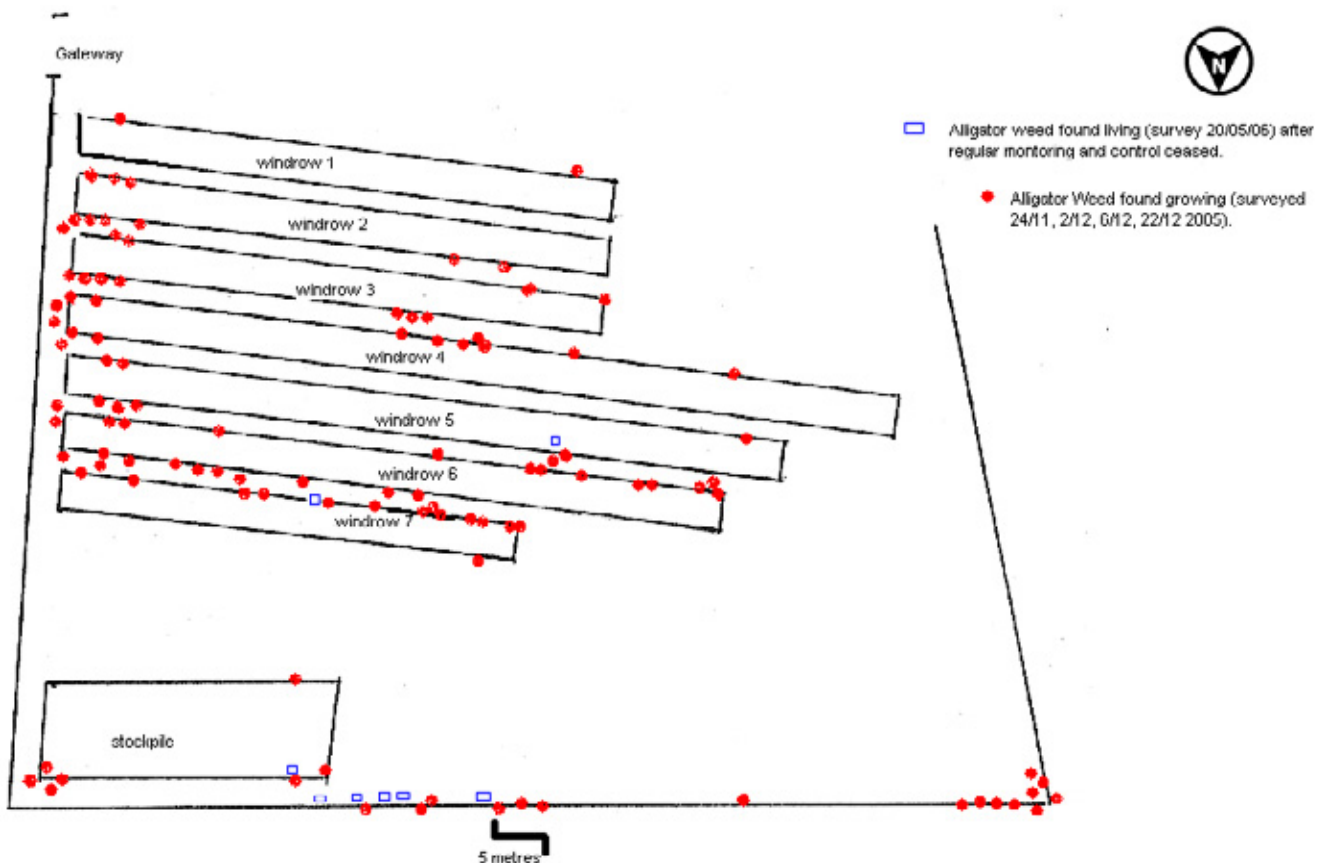 Gateway
N
Alligator weed found living (survey 20/05/06) after
regular montoring and control ceased.
Alligator Weed found growing (surveyed
24/11, 2/12, 6/12, 22/12 2005).
windrow 1
windrow 2
windrow 3
windrow 4
windrow 5
windrow 6
windrow 7
stockpile
5 metres